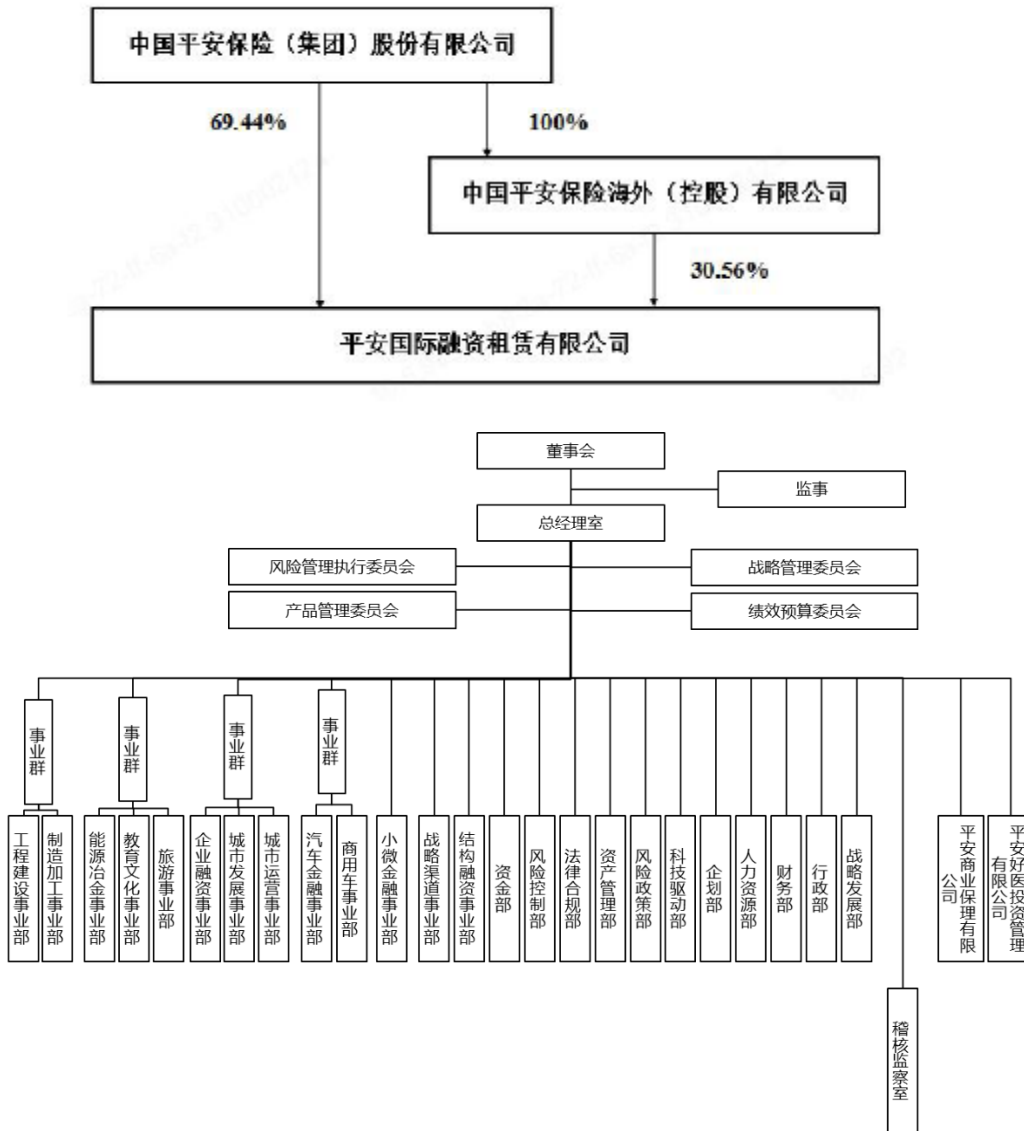 中国平安保险（集团）股份有限公司
69.44%
100%
中国平安保险海外（控股）有限公司
30.56%
平安国际融资租赁有限公司
董事会
监事
总经理室
风险管理执行委员会
战略管理委员会
产品管理委员会
绩效预算委员会
事业群
事业群
事业群
事业群
工程建设事业部
制造加工事业部
能源冶金事业部
教育文化事业部
旅游事业部
企业融资事业部
城市发展事业部
城市运营事业部
汽车金融事业部
商用车事业部
小微金融事业部
战略渠道事业部
结构融资事业部
资金部
风险控制部
法律合规部
资产管理部
风险政策部
科技驱动部
企划部
人力资源部
财务部
行政部
战略发展部
稽核监察室
平安商业保理有限
公司
平安好医投资管理
有限公司